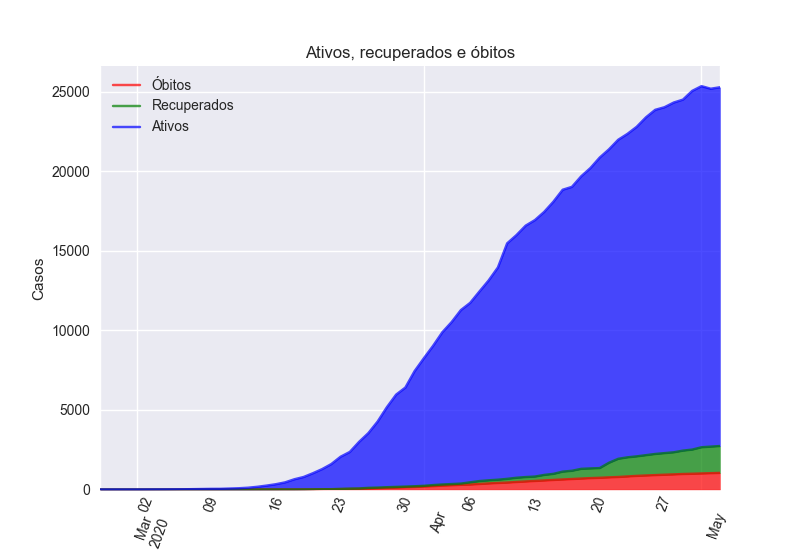 Ativos, recuperados e óbitos
Óbitos
Recuperados
Ativos
Casos
25000
20000
15000
10000
5000
0
Mar 02
2020
09
16
23
30
Apr
06
13
20
27
May